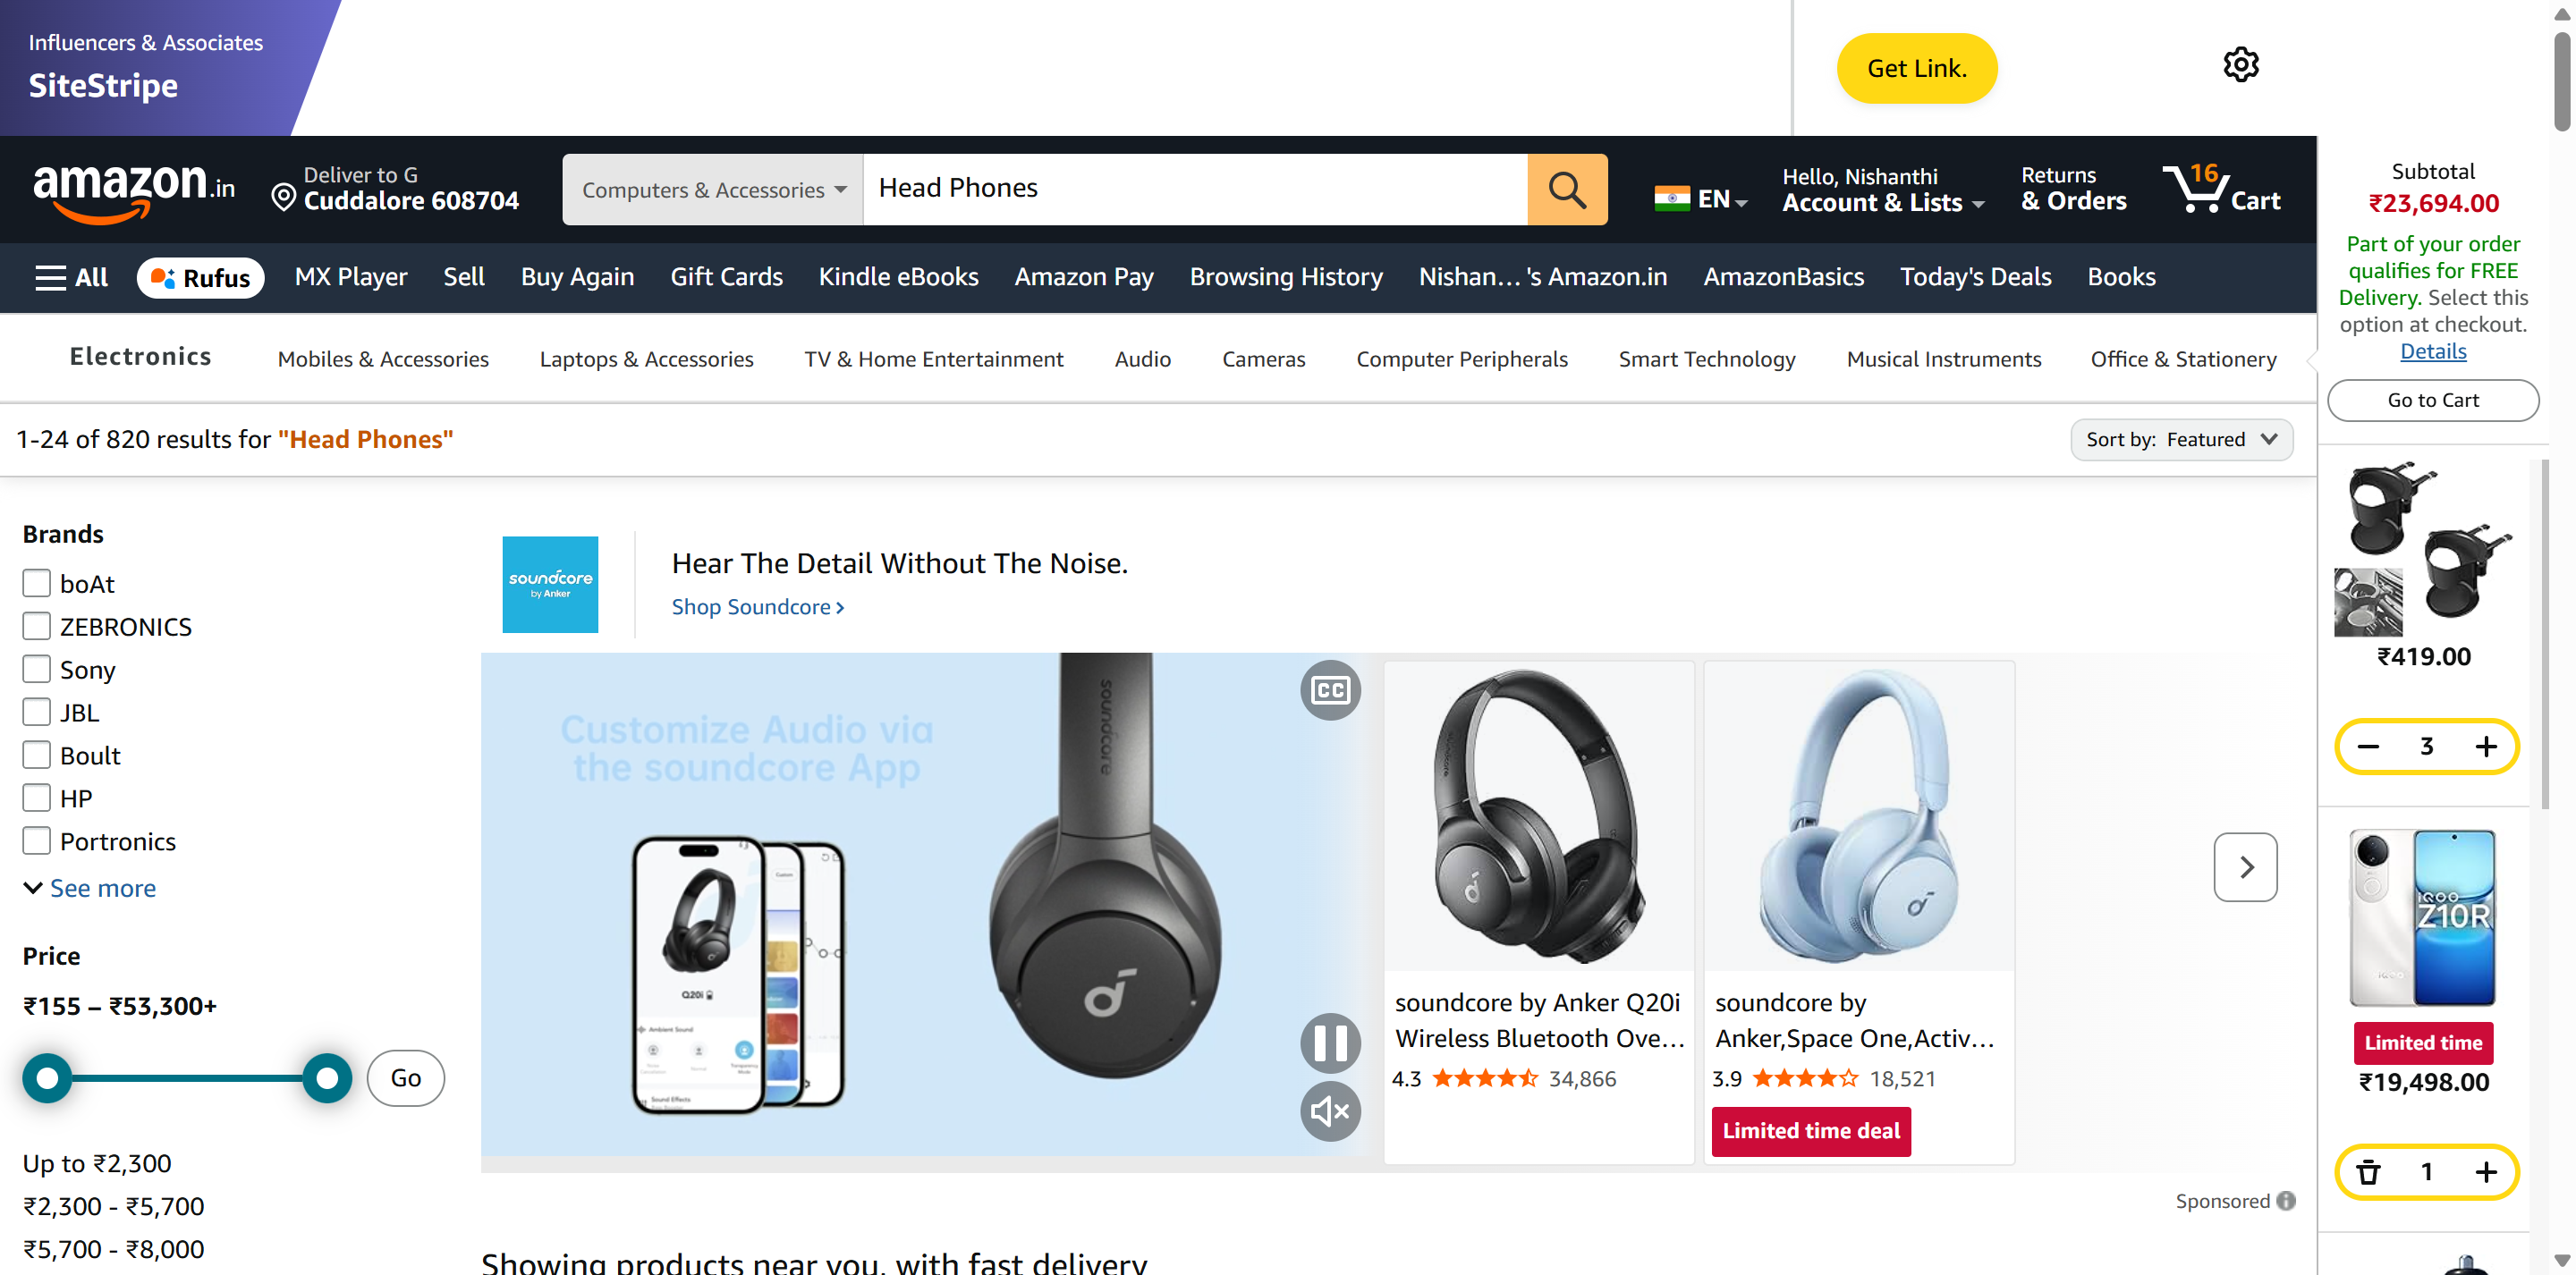 Influencers & Associates
SiteStripe
Get Link.
amazon.in
Deliver to G
Cuddalore 608704
Computers & Accessories
Head Phones
EN
Hello, Nishanthi
Account & Lists
Returns
& Orders
16
Cart
All
Rufus
MX Player
Sell
Buy Again
Gift Cards
Kindle eBooks
Amazon Pay
Browsing History
Nishan... 's Amazon.in
AmazonBasics
Today's Deals
Books
Electronics
Mobiles & Accessories
Laptops & Accessories
TV & Home Entertainment
Audio
Cameras
Computer Peripherals
Smart Technology
Musical Instruments
Office & Stationery
1-24 of 820 results for "Head Phones"
Sort by: Featured
Brands
boAt
ZEBRONICS
Sony
JBL
Boult
HP
Portronics
See more
Price
₹155 – ₹53,300+
Go
Up to ₹2,300
₹2,300 - ₹5,700
₹5,700 - ₹8,000
soundcore
by Anker
Hear The Detail Without The Noise.
Shop Soundcore ›
Customize Audio via
the soundcore App
soundcore
CC
Q20i
Ambient Sound
Sound Effects
soundcore by Anker Q20i
Wireless Bluetooth Ove...
4.3
34,866
soundcore by
Anker,Space One,Activ...
3.9
18,521
Limited time deal
Sponsored
Showing products near you, with fast delivery
Subtotal
₹23,694.00
Part of your order
qualifies for FREE
Delivery. Select this
option at checkout.
Details
Go to Cart
₹419.00
3
iQOO
Z10R
Limited time
₹19,498.00
1